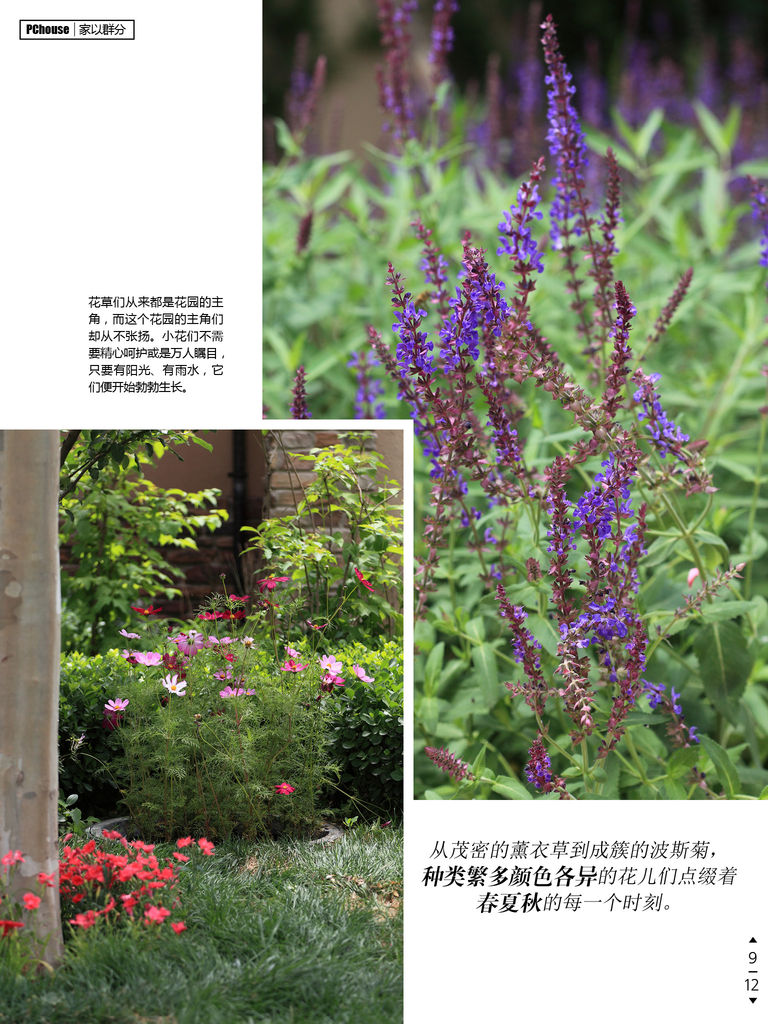 PChouse 家以群分
花草们从来都是花园的主
角，而这个花园的主角们
却从不张扬。小花们不需
要精心呵护或是万人瞩目，
只要有阳光、有雨水，它
们便开始勃勃生长。
从茂密的薰衣草到成簇的波斯菊，
种类繁多颜色各异的花儿们点缀着
春夏秋的每一个时刻。
9
12